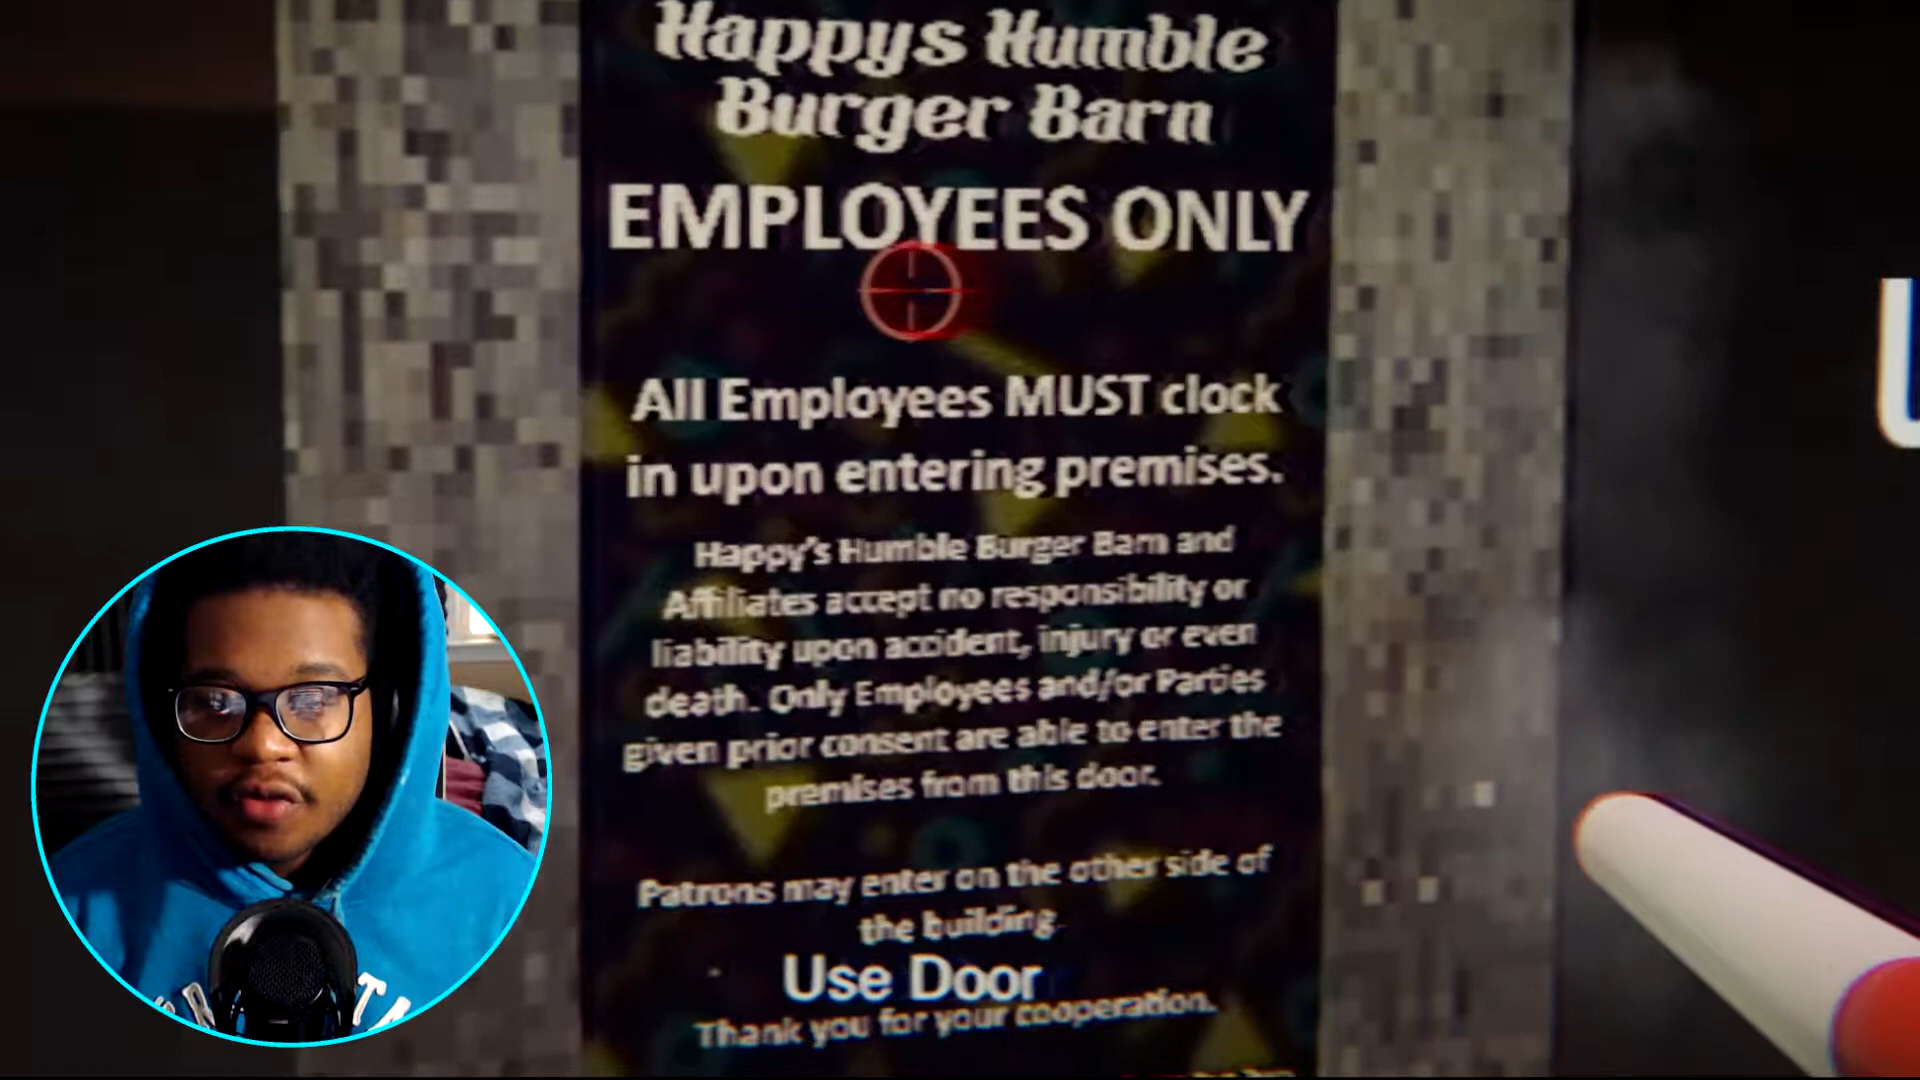 Happys Humble
Burger Barn
EMPLOYEES ONLY
All Employees MUST clock
in upon entering premises.
Happy's Humble Burger Barn and
Affiliates accept no responsibility or
liability upon accident, injury or even
death. Only Employees and/or Parties
given prior consent are able to enter the
premises from this door.
Patrons may enter on the other side of
the building.
Use Door
Thank you for your cooperation.